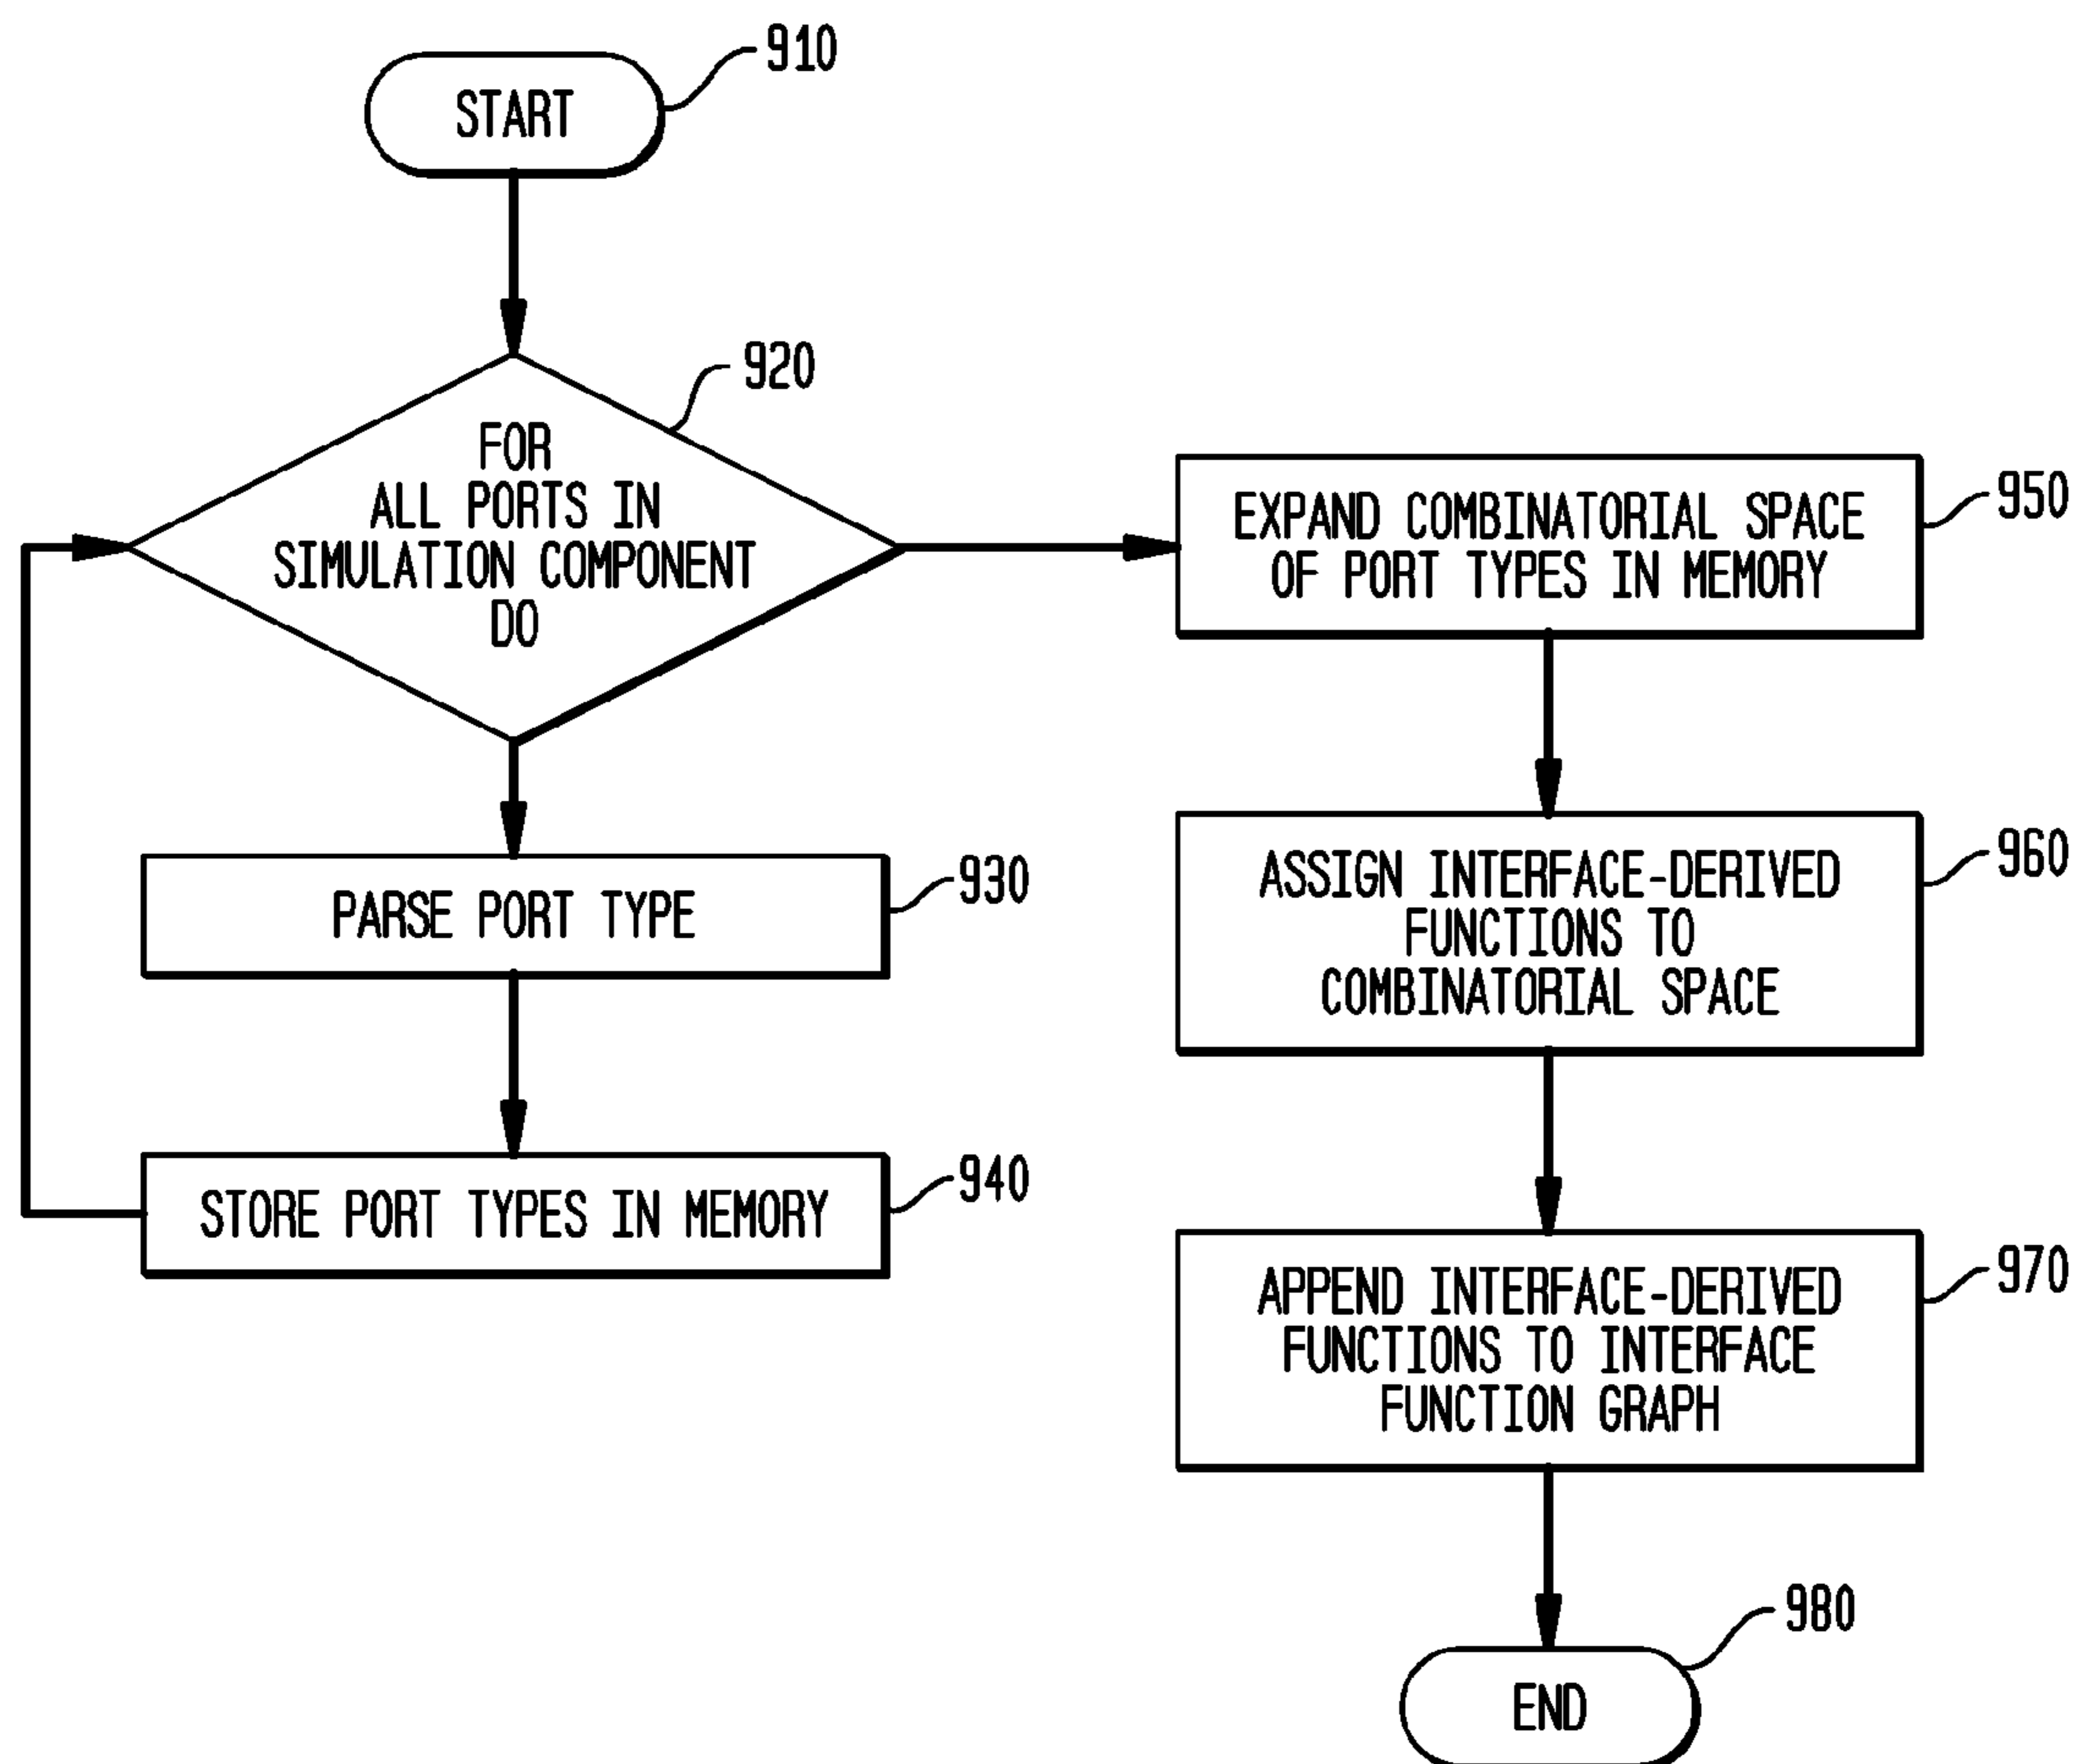 910
START
920
FOR
ALL PORTS IN
SIMULATION COMPONENT
DO
930
PARSE PORT TYPE
940
STORE PORT TYPES IN MEMORY
950
EXPAND COMBINATORIAL SPACE
OF PORT TYPES IN MEMORY
960
ASSIGN INTERFACE-DERIVED
FUNCTIONS TO
COMBINATORIAL SPACE
970
APPEND INTERFACE-DERIVED
FUNCTIONS TO INTERFACE
FUNCTION GRAPH
980
END